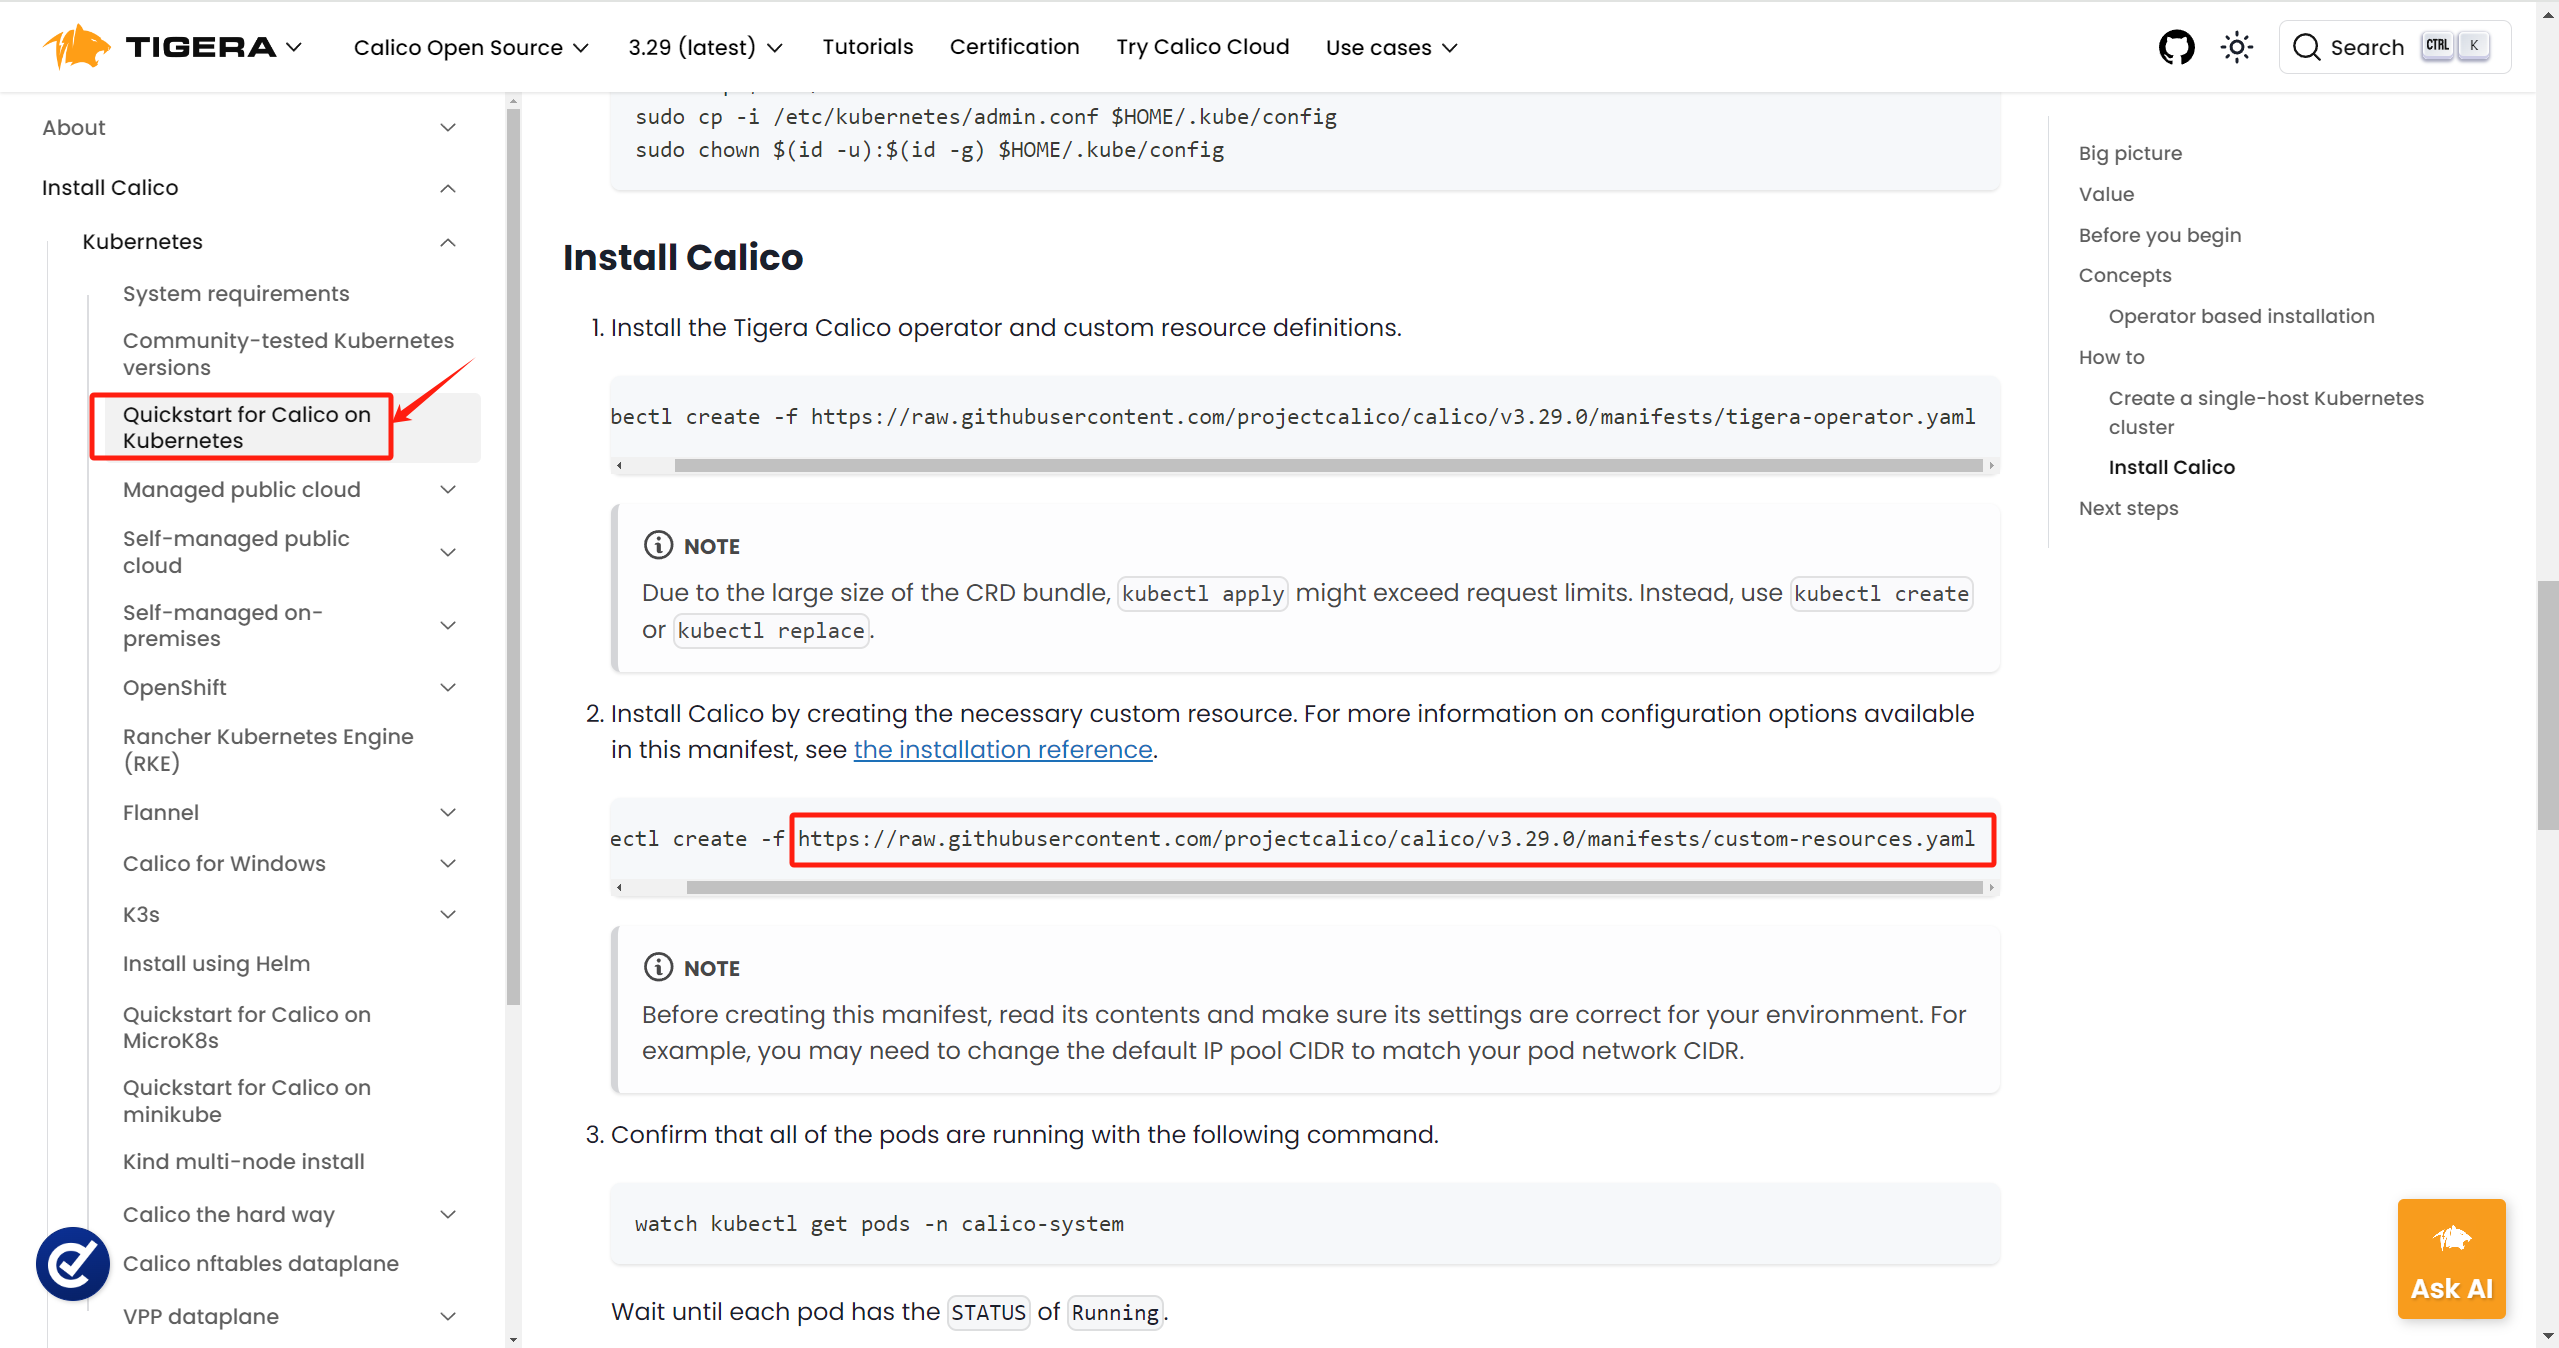 TIGERA
Calico Open Source
3.29 (latest)
Tutorials
Certification
Try Calico Cloud
Use cases
Search
CTRL
K
About
Install Calico
Kubernetes
System requirements
Community-tested Kubernetes
versions
Quickstart for Calico on
Kubernetes
Managed public cloud
Self-managed public
cloud
Self-managed on-
premises
OpenShift
Rancher Kubernetes Engine
(RKE)
Flannel
Calico for Windows
K3s
Install using Helm
Quickstart for Calico on
MicroK8s
Quickstart for Calico on
minikube
Kind multi-node install
Calico the hard way
Calico nftables dataplane
VPP dataplane
sudo cp -i /etc/kubernetes/admin.conf $HOME/.kube/config
sudo chown $(id -u):$(id -g) $HOME/.kube/config
Install Calico
1. Install the Tigera Calico operator and custom resource definitions.
bectl create -f https://raw.githubusercontent.com/projectcalico/calico/v3.29.0/manifests/tigera-operator.yaml
NOTE
Due to the large size of the CRD bundle, kubectl apply might exceed request limits. Instead, use kubectl create
or kubectl replace.
2. Install Calico by creating the necessary custom resource. For more information on configuration options available
in this manifest, see the installation reference.
ectl create -f https://raw.githubusercontent.com/projectcalico/calico/v3.29.0/manifests/custom-resources.yaml
NOTE
Before creating this manifest, read its contents and make sure its settings are correct for your environment. For
example, you may need to change the default IP pool CIDR to match your pod network CIDR.
3. Confirm that all of the pods are running with the following command.
watch kubectl get pods -n calico-system
Wait until each pod has the STATUS of Running.
Big picture
Value
Before you begin
Concepts
Operator based installation
How to
Create a single-host Kubernetes
cluster
Install Calico
Next steps
Ask AI